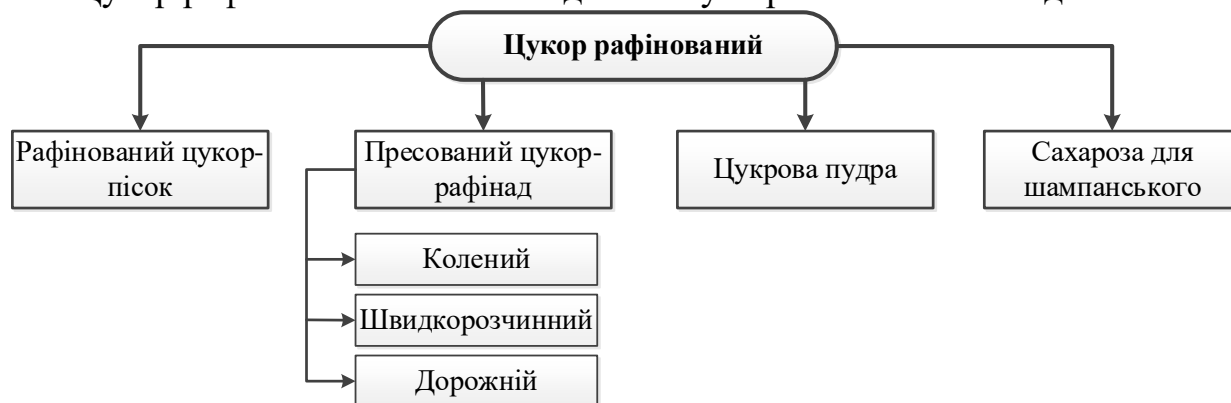 Цукор рафінований
Рафінований цукор-
пісок
Пресований цукор-
рафінад
Цукрова пудра
Сахароза для
шампанського
Колений
Швидкорозчинний
Дорожній